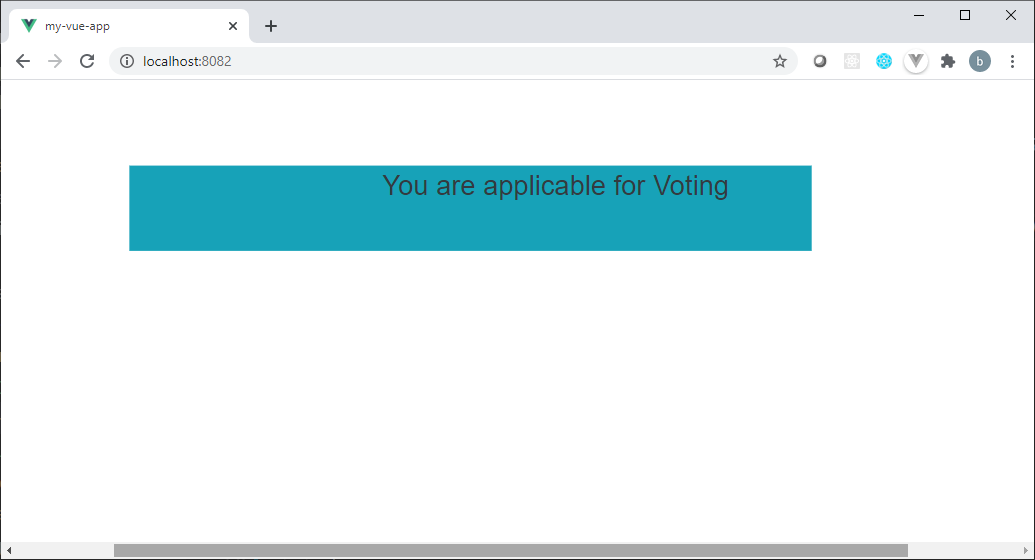 my-vue-app
localhost:8082
b
You are applicable for Voting